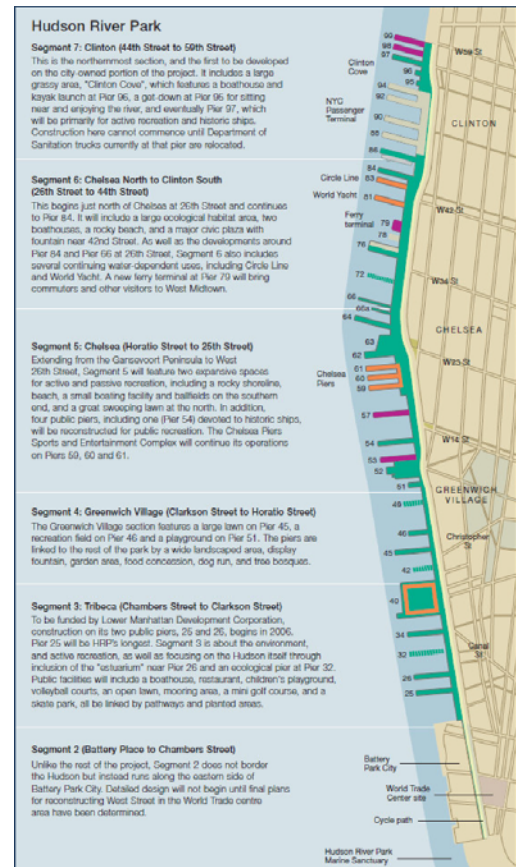 Hudson River Park
Segment 7: Clinton (44th Street to 59th Street)
This is the northernmost section, and the first to be developed
on the city-owned portion of the project. It includes a large
grassy area, "Clinton Cove", which features a boathouse and
kayak launch at Pier 96, a get-down at Pier 95 for sitting
near and enjoying the river, and eventually Pier 97, which
will be primarily for active recreation and historic ships.
Construction here cannot commence until Department of
Sanitation trucks currently at that pier are relocated.
Segment 6: Chelsea North to Clinton South
(26th Street to 44th Street)
This begins just north of Chelsea at 26th Street and continues
to Pier 84. It will include a large ecological habitat area, two
boathouses, a rocky beach, and a major civic plaza with
fountain near 42nd Street. As well as the developments around
Pier 84 and Pier 66 at 26th Street, Segment 6 also includes
several continuing water-dependent uses, including Circle Line
and World Yacht. A new ferry terminal at Pier 79 will bring
commuters and other visitors to West Midtown.
Segment 5: Chelsea (Horatio Street to 25th Street)
Extending from the Gansevoort Peninsula to West
26th Street, Segment 5 will feature two expansive spaces
for active and passive recreation, including a rocky shoreline,
beach, a small boating facility and ballfields on the southern
end, and a great sweeping lawn at the north. In addition,
four public piers, including one (Pier 54) devoted to historic ships,
will be reconstructed for public recreation. The Chelsea Piers
Sports and Entertainment Complex will continue its operations
on Piers 59, 60 and 61.
Segment 4: Greenwich Village (Clarkson Street to Horatio Street)
The Greenwich Village section features a large lawn on Pier 45, a
recreation field on Pier 46 and a playground on Pier 51. The piers are
linked to the rest of the park by a wide landscaped area, display
fountain, garden area, food concession, dog run, and tree bosques.
Segment 3: Tribeca (Chambers Street to Clarkson Street)
To be funded by Lower Manhattan Development Corporation,
construction on its two public piers, 25 and 26, begins in 2006.
Pier 25 will be HRP's longest. Segment 3 is about the environment,
and active recreation, as well as focusing on the Hudson itself through
inclusion of the "estuarium" near Pier 26 and an ecological pier at Pier 32.
Public facilities will include a boathouse, restaurant, children's playground,
volleyball courts, an open lawn, mooring area, a mini golf course, and a
skate park, all be linked by pathways and planted areas.
Segment 2 (Battery Place to Chambers Street)
Unlike the rest of the project, Segment 2 does not border
the Hudson but instead runs along the eastern side of
Battery Park City. Detailed design will not begin until final plans
for reconstructing West Street in the World Trade centre
area have been determined.
99
98
97
W59 St
Clinton
Cove
96
95
94
92
NYC
Passenger
Terminal
CLINTON
90
88
86
84
Circle Line
83
World Yacht
81
W42 St
Ferry
terminal
79
78
76
72
W34 St
66
66a
64
CHELSEA
63
62
W23 St
Chelsea
Piers
61
60
59
57
54
W14 St
53
52
51
GREENWICH
VILLAGE
49
46
Christopher
St
45
42
40
34
Canal
St
32
26
25
Battery
Park City
World Trade
Center site
Cycle path
Hudson River Park
Marine Sanctuary